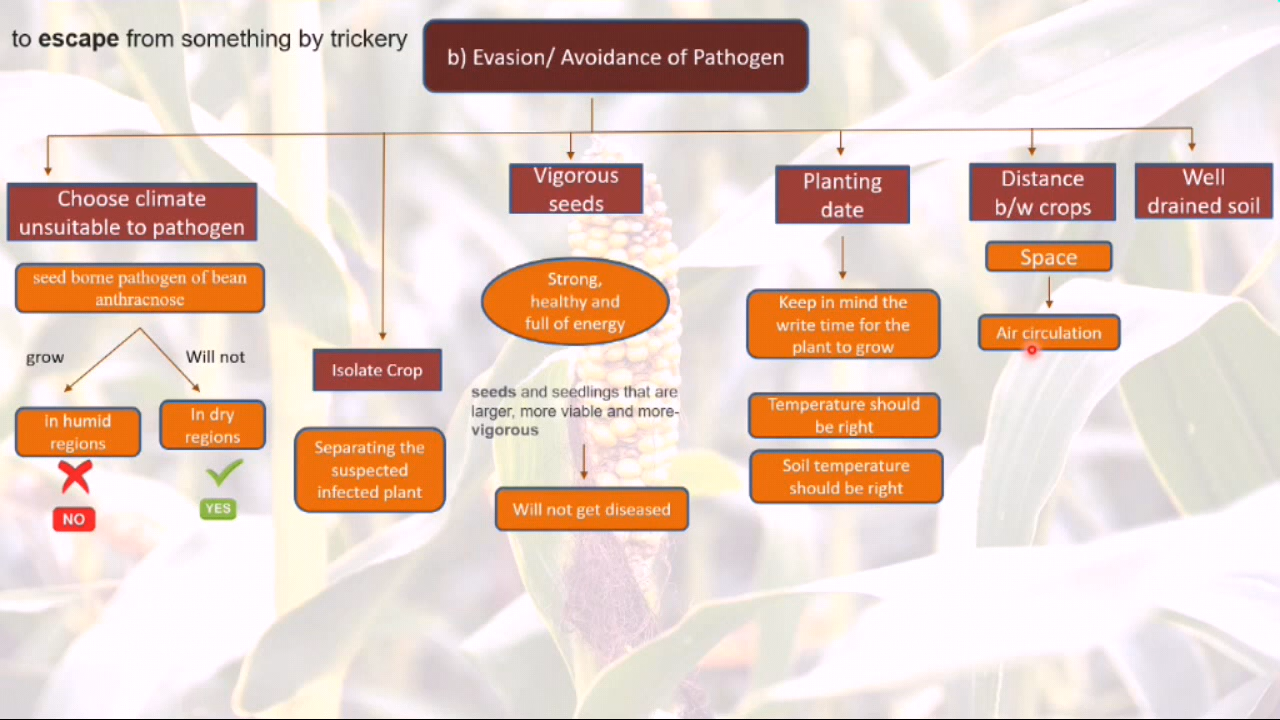 to escape from something by trickery
b) Evasion/ Avoidance of Pathogen
Choose climate
unsuitable to pathogen
seed borne pathogen of bean
anthracnose
grow
Will not
in humid
regions
In dry
regions
NO
YES
Isolate Crop
Separating the
suspected
infected plant
Vigorous
seeds
Strong,
healthy and
full of energy
seeds and seedlings that are
larger, more viable and more-
vigorous
Will not get diseased
Planting
date
Keep in mind the
write time for the
plant to grow
Temperature should
be right
Soil temperature
should be right
Distance
b/w crops
Space
Air circulation
Well
drained soil